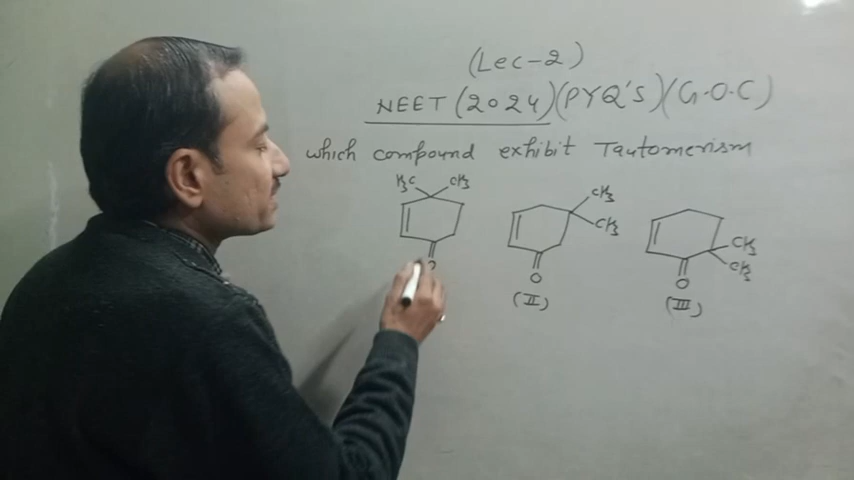 (Lec-2)
NEET (2024)(PYQ'S)(G.O.C)
which compound exhibit Tautomerism
H₃C CH₃
CH₃
CH₃
CH₃
CH₃
O
O
O
(II)
(III)